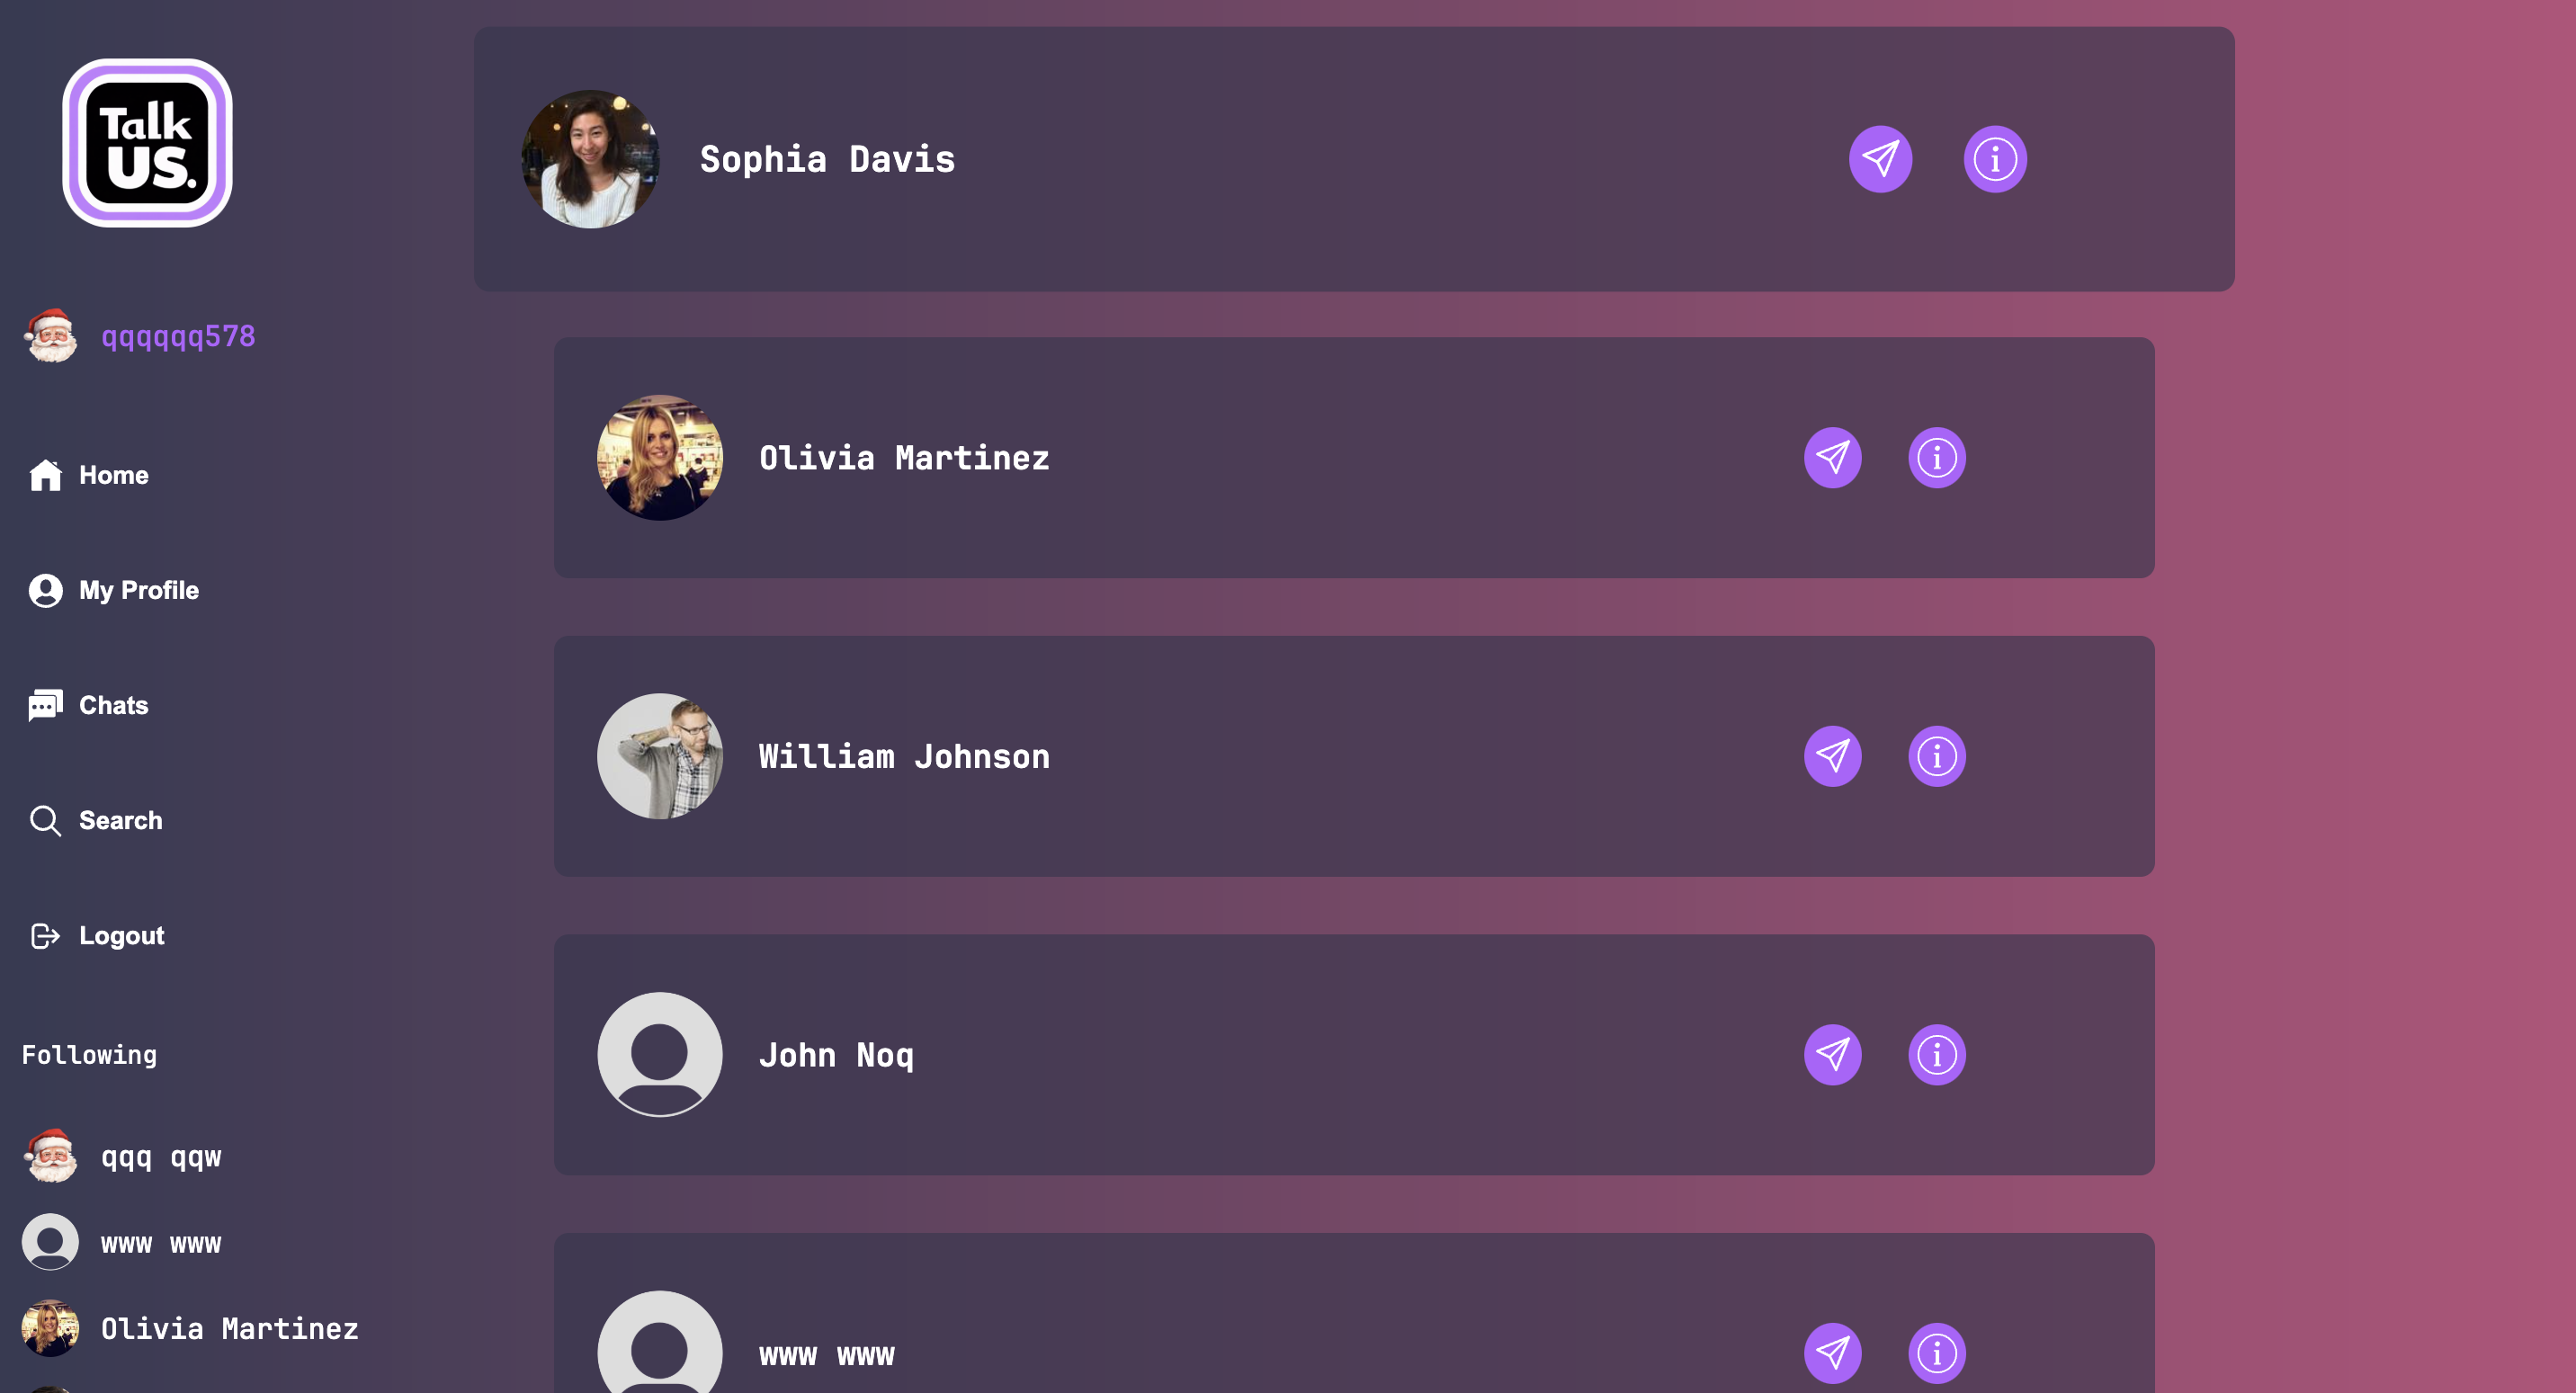 Talk
US.
qqqqqq578
Home
My Profile
Chats
Search
Logout
Following
qqq qqw
www www
Olivia Martinez
Sophia Davis
Olivia Martinez
William Johnson
John Noq
www www